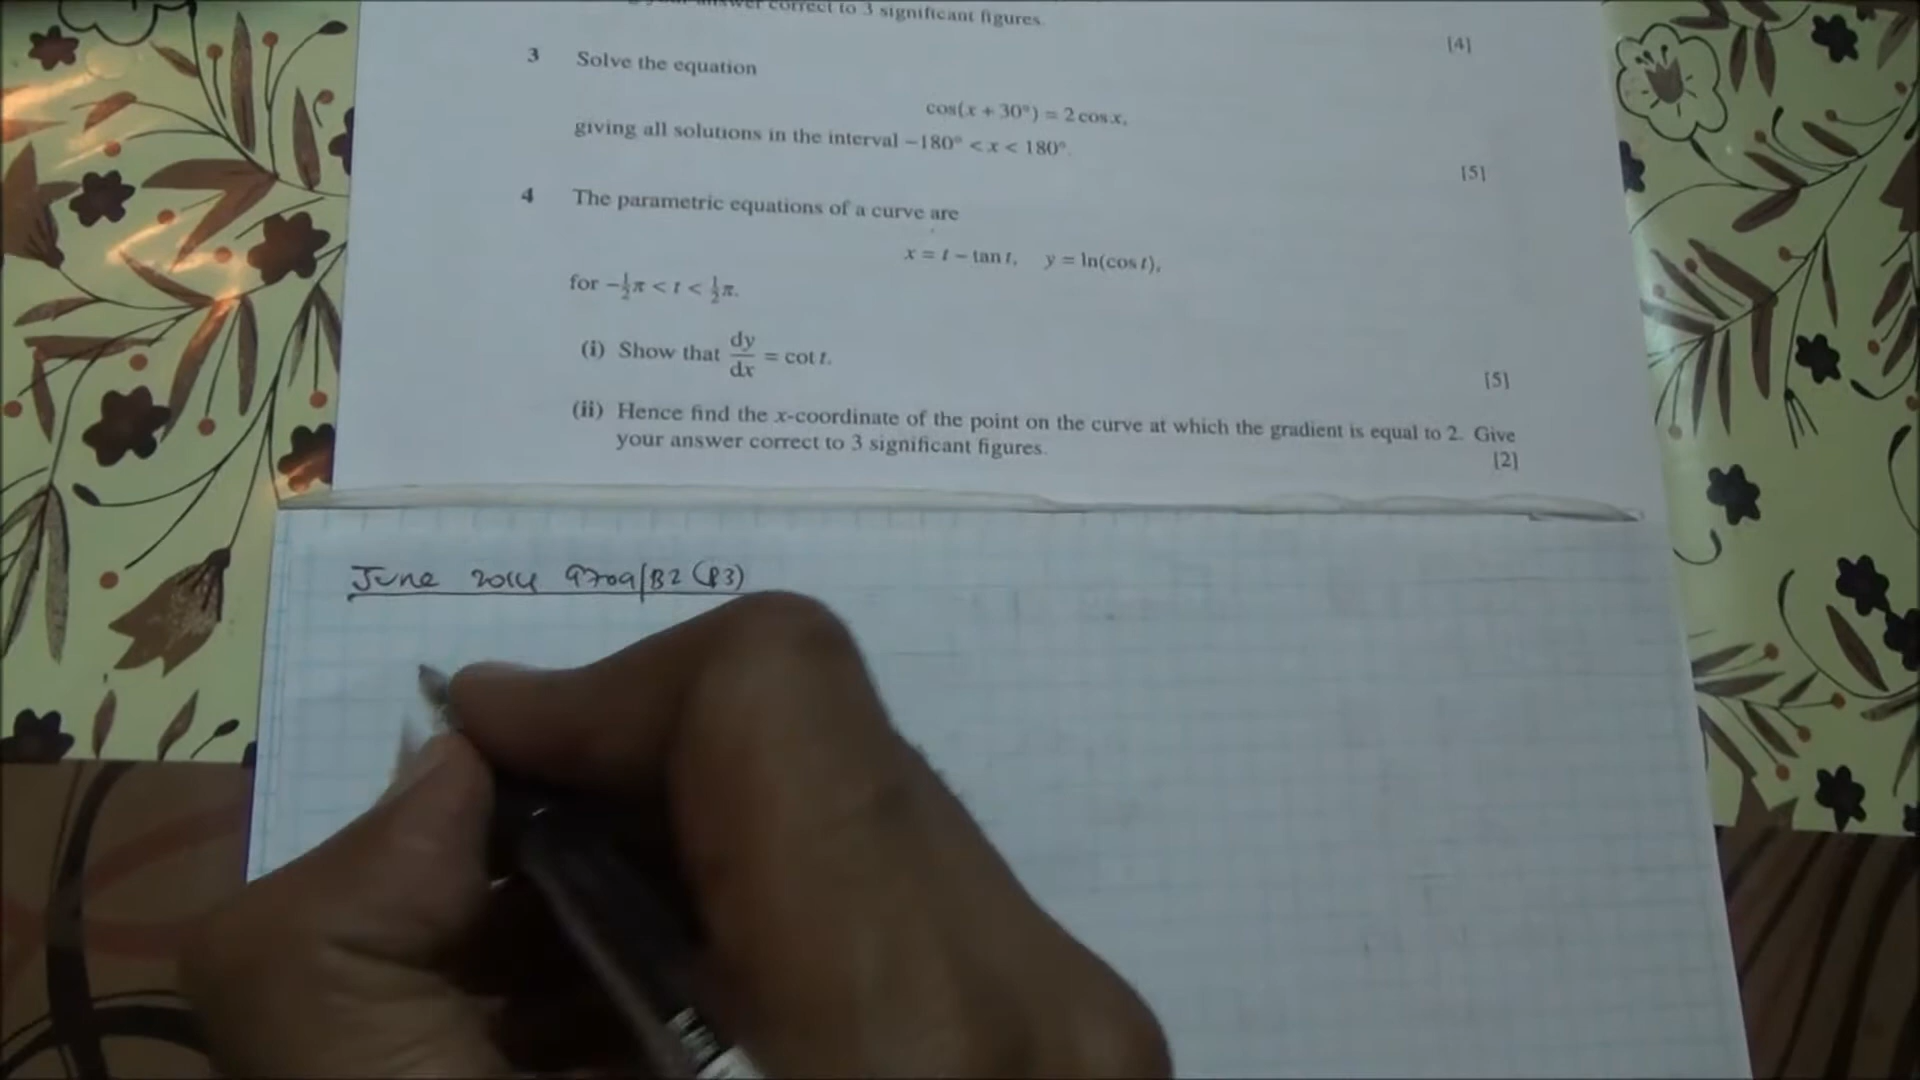 answer correct to 3 significant figures.
[4]
3 Solve the equation
cos(x + 30°) = 2 cos x,
giving all solutions in the interval −180° < x < 180°.
[5]
4 The parametric equations of a curve are
x = t − tan t, y = ln(cos t),
for −½π < t < ½π.
(i) Show that dy/dx = cot t.
[5]
(ii) Hence find the x-coordinate of the point on the curve at which the gradient is equal to 2. Give
your answer correct to 3 significant figures.
[2]
June 2014 9709/32 (P3)